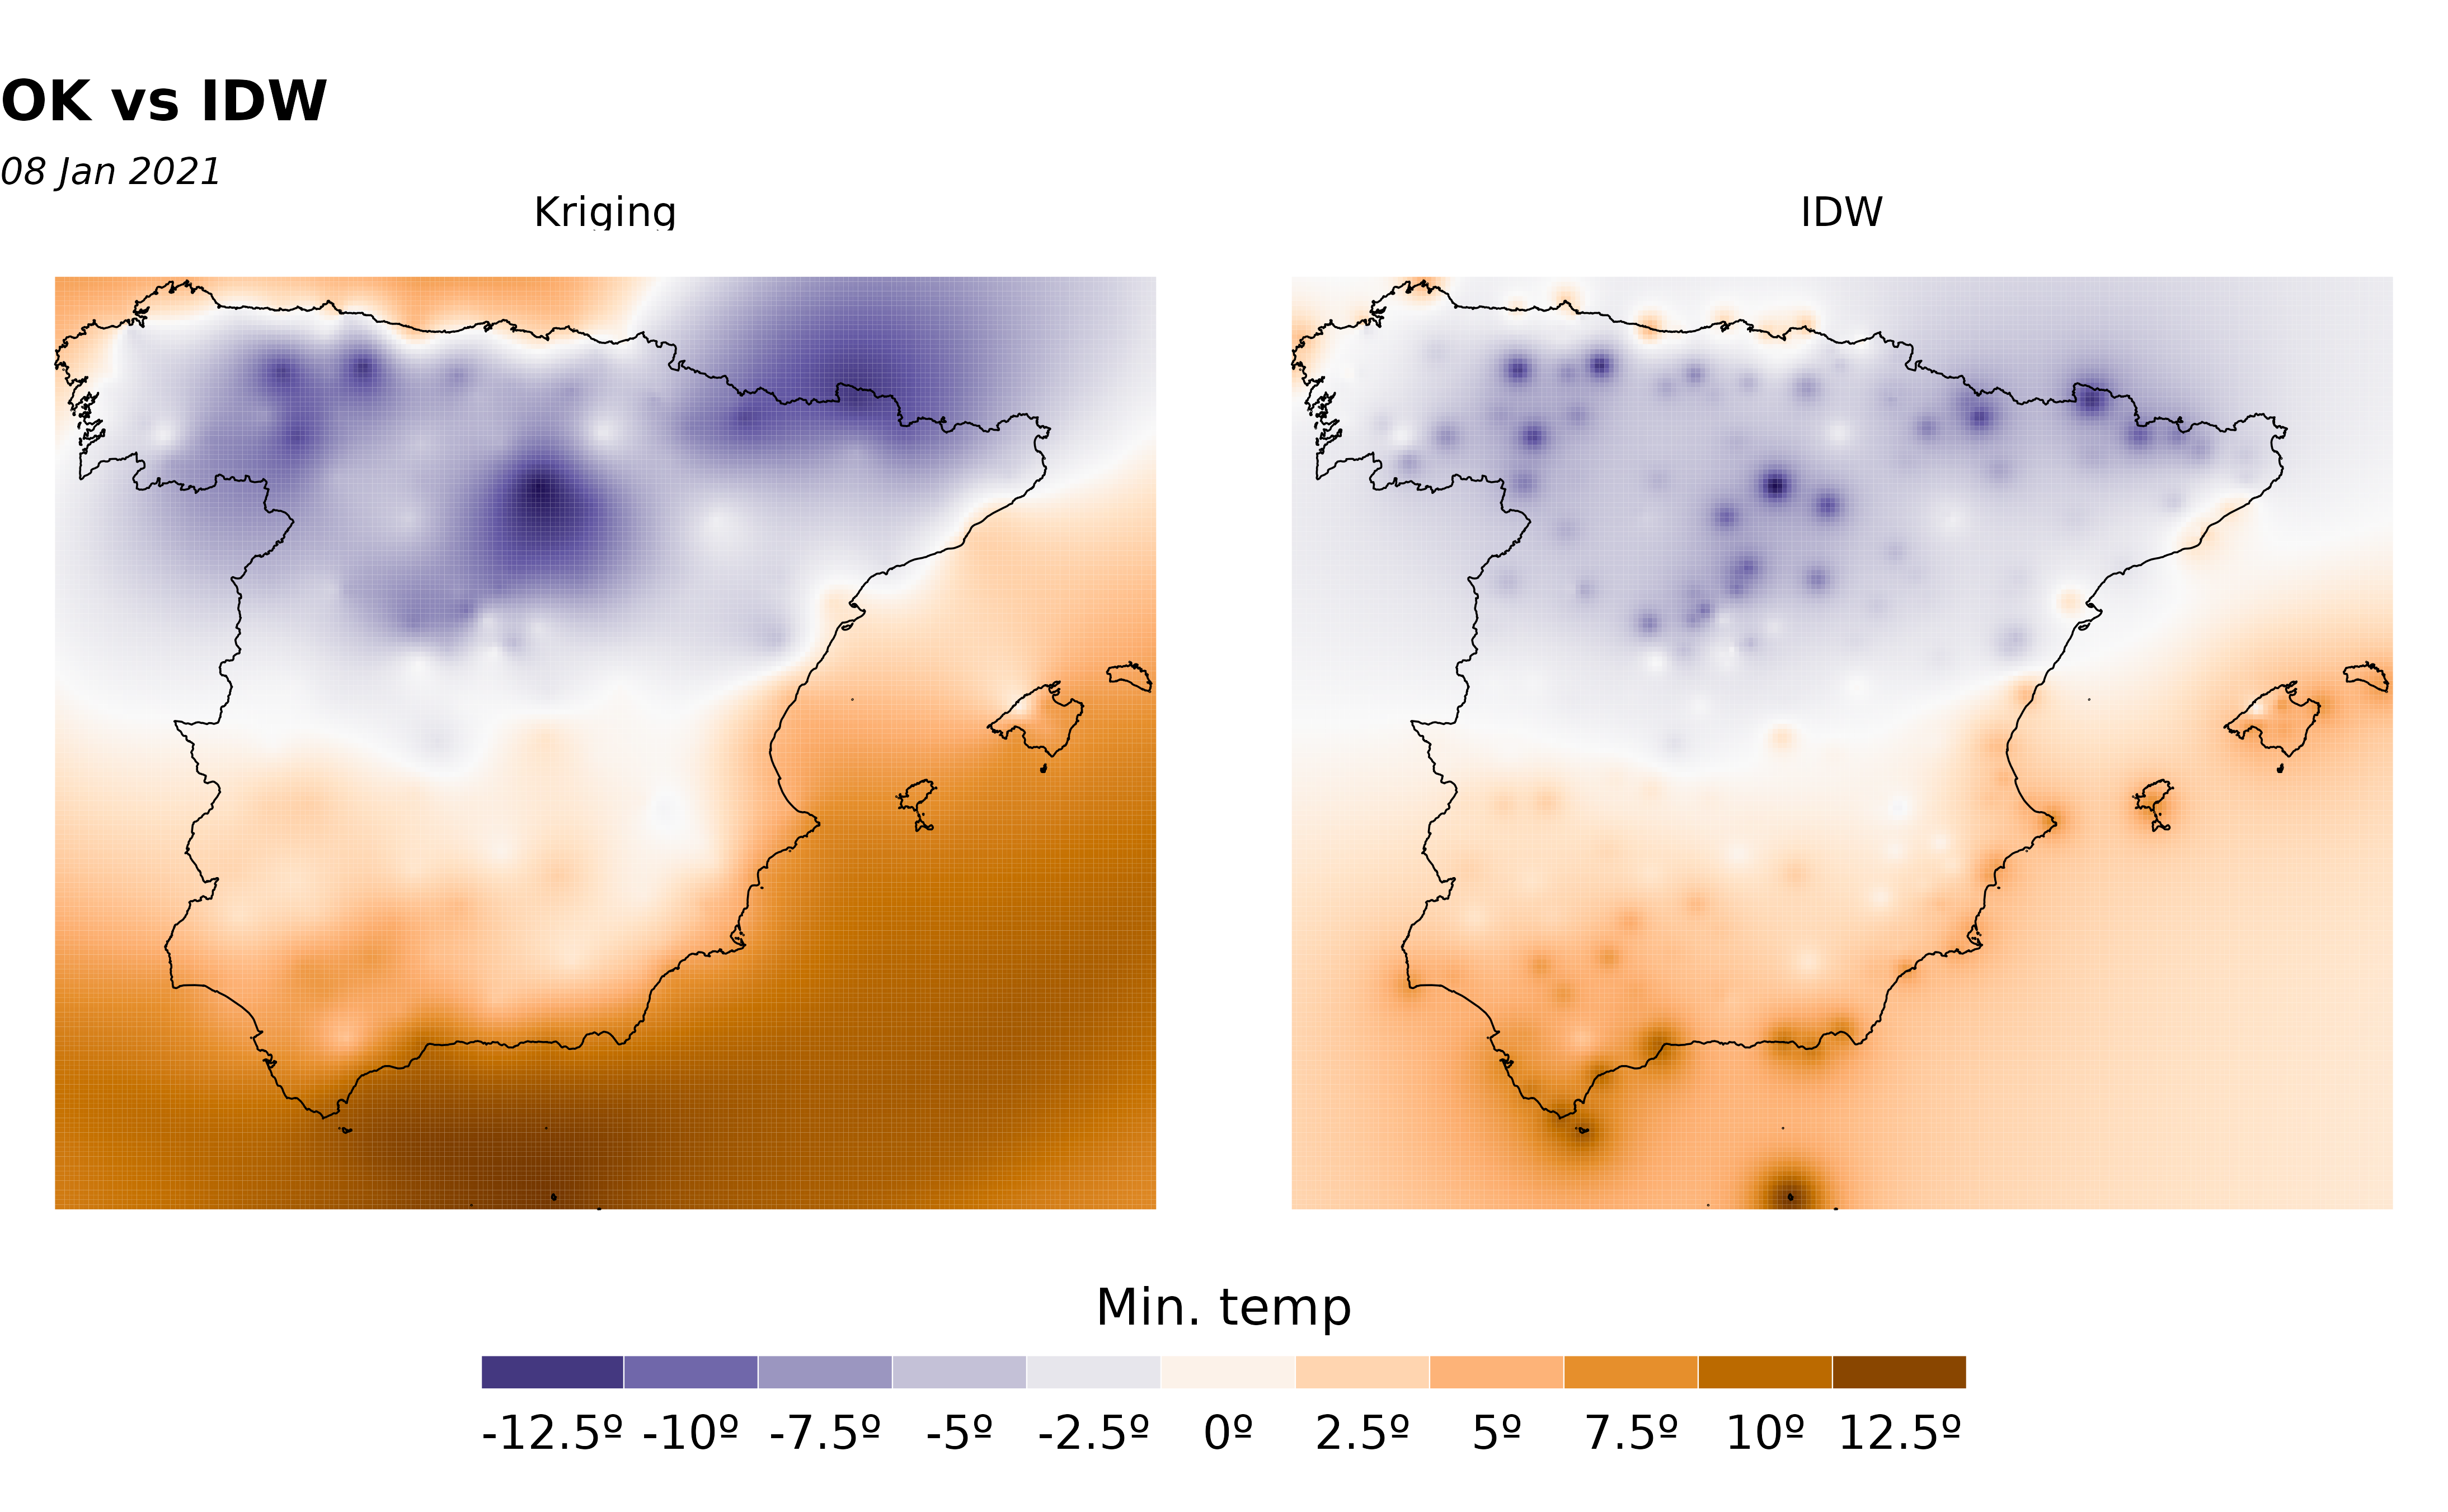 OK vs IDW
08 Jan 2021
Kriging
IDW
Min. temp
-12.5º -10º -7.5º -5º -2.5º 0º 2.5º 5º 7.5º 10º 12.5º